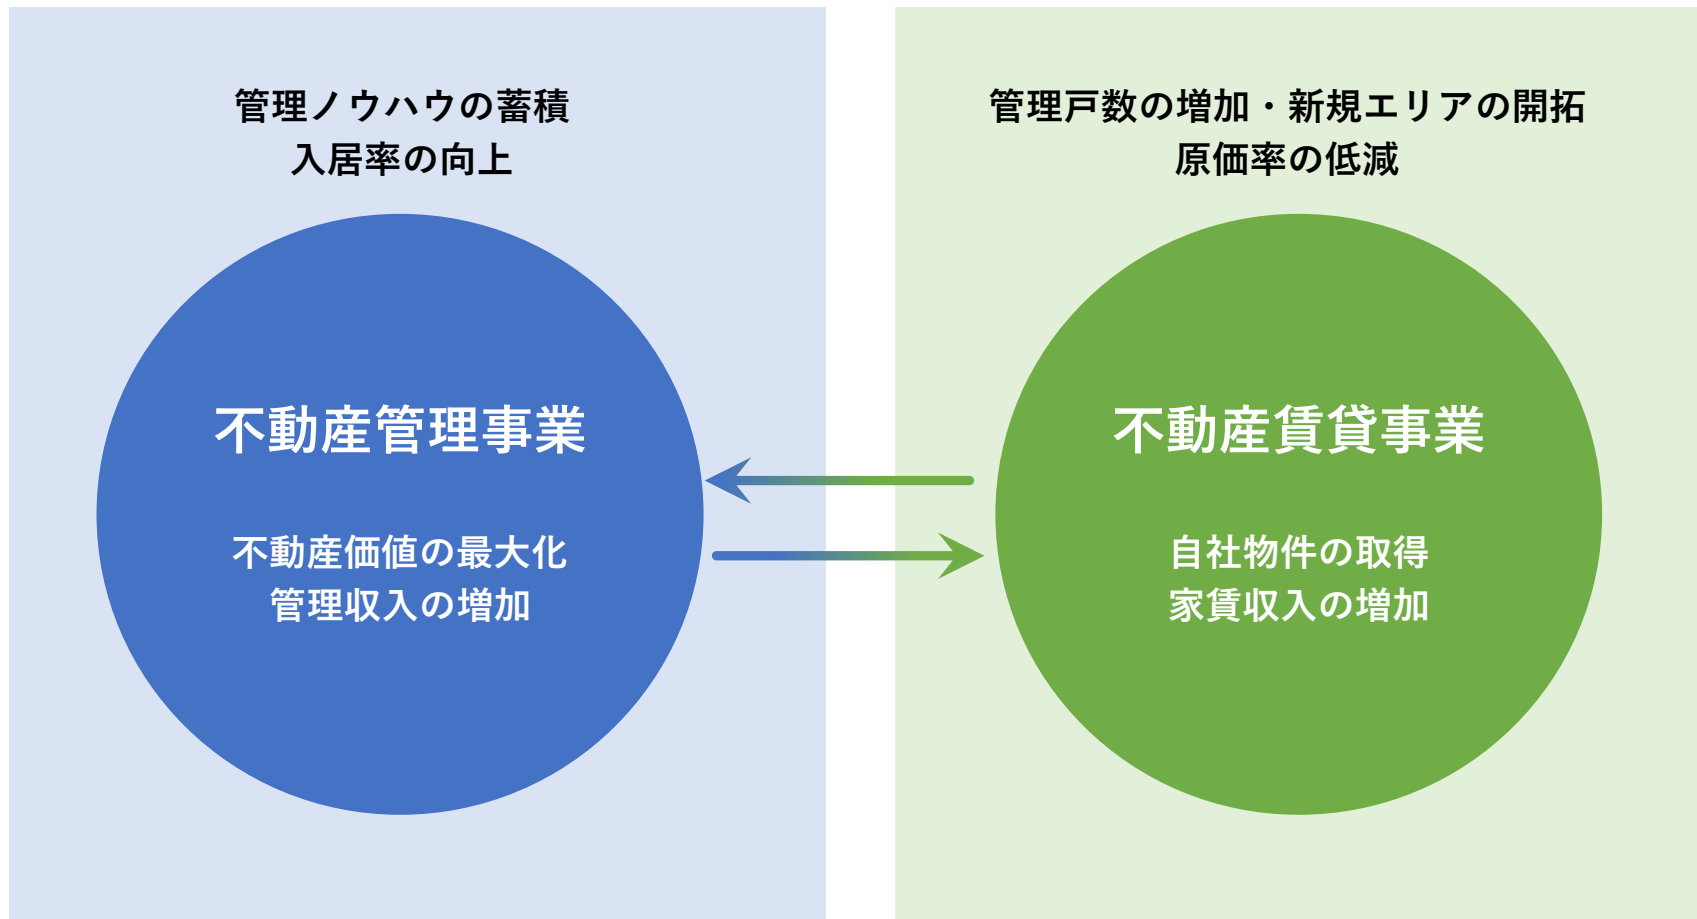 管理ノウハウの蓄積
入居率の向上
不動産管理事業
不動産価値の最大化
管理収入の増加
管理戸数の増加・新規エリアの開拓
原価率の低減
不動産賃貸事業
自社物件の取得
家賃収入の増加